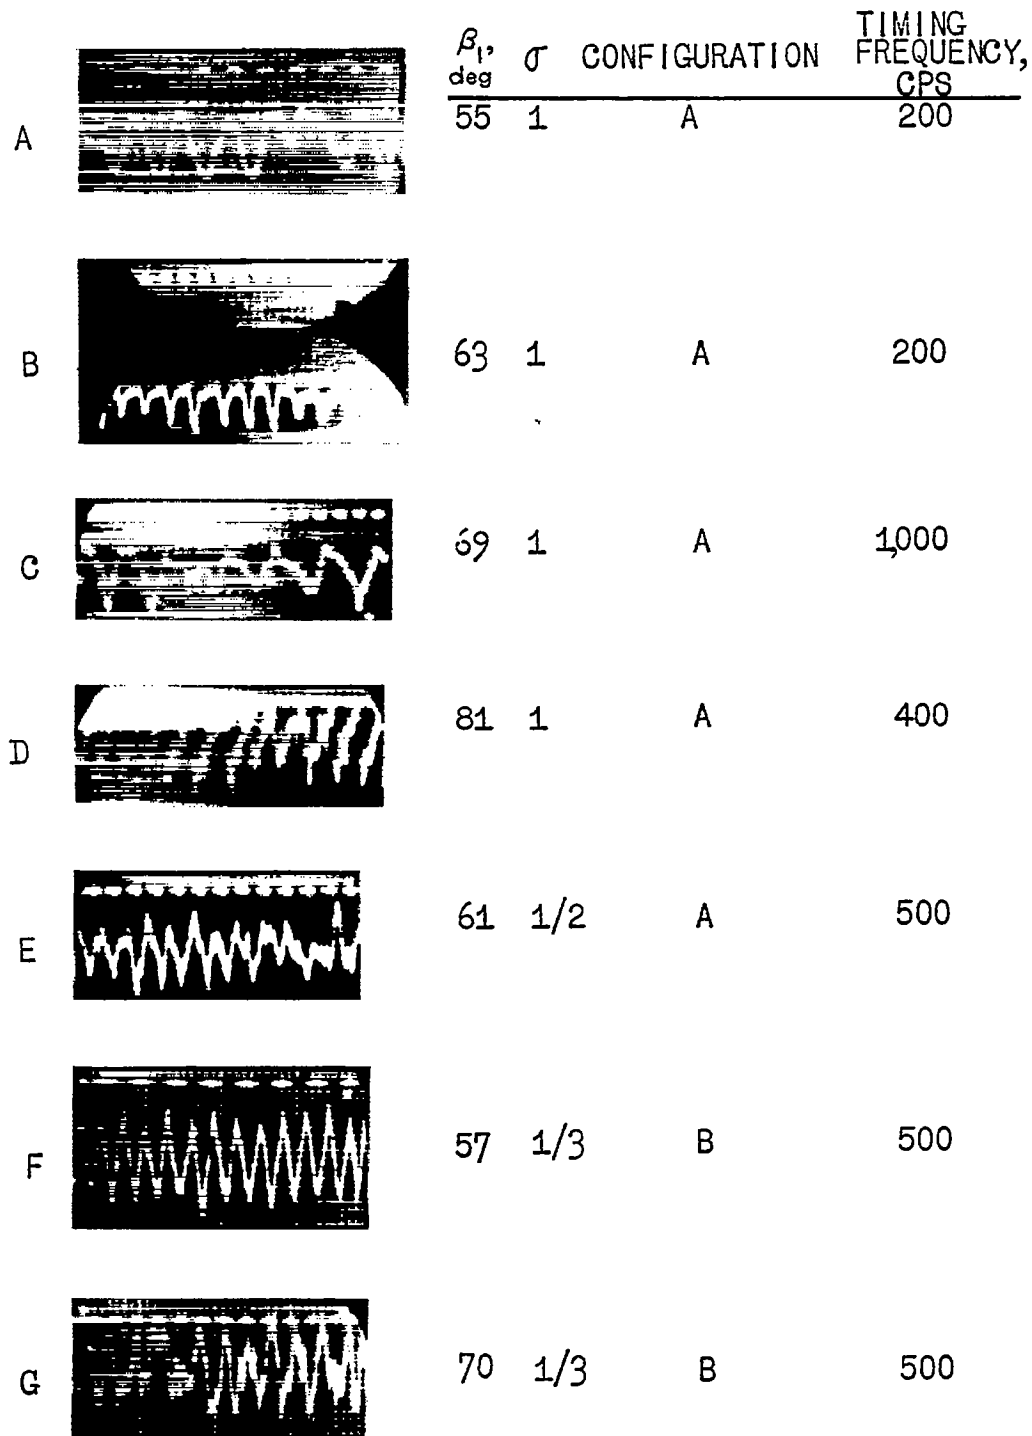 β₁, deg σ CONFIGURATION TIMING FREQUENCY, CPS
A 55 1 A 200
B 63 1 A 200
C 69 1 A 1,000
D 81 1 A 400
E 61 1/2 A 500
F 57 1/3 B 500
G 70 1/3 B 500